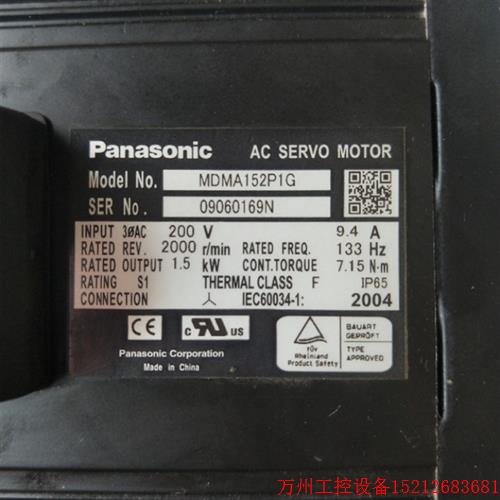 Panasonic AC SERVO MOTOR
Model No. MDMA152P1G
SER No. 09060169N
INPUT 3øAC 200 V 9.4 A
RATED REV. 2000 r/min RATED FREQ. 133 Hz
RATED OUTPUT 1.5 kW CONT.TORQUE 7.15 N·m
RATING S1 THERMAL CLASS F IP65
CONNECTION IEC60034-1: 2004
CE c RU us
TÜV Rheinland Product Safety
BAUART GEPRÜFT
TYPE APPROVED
Panasonic Corporation
Made in China
万州工控设备15212683681